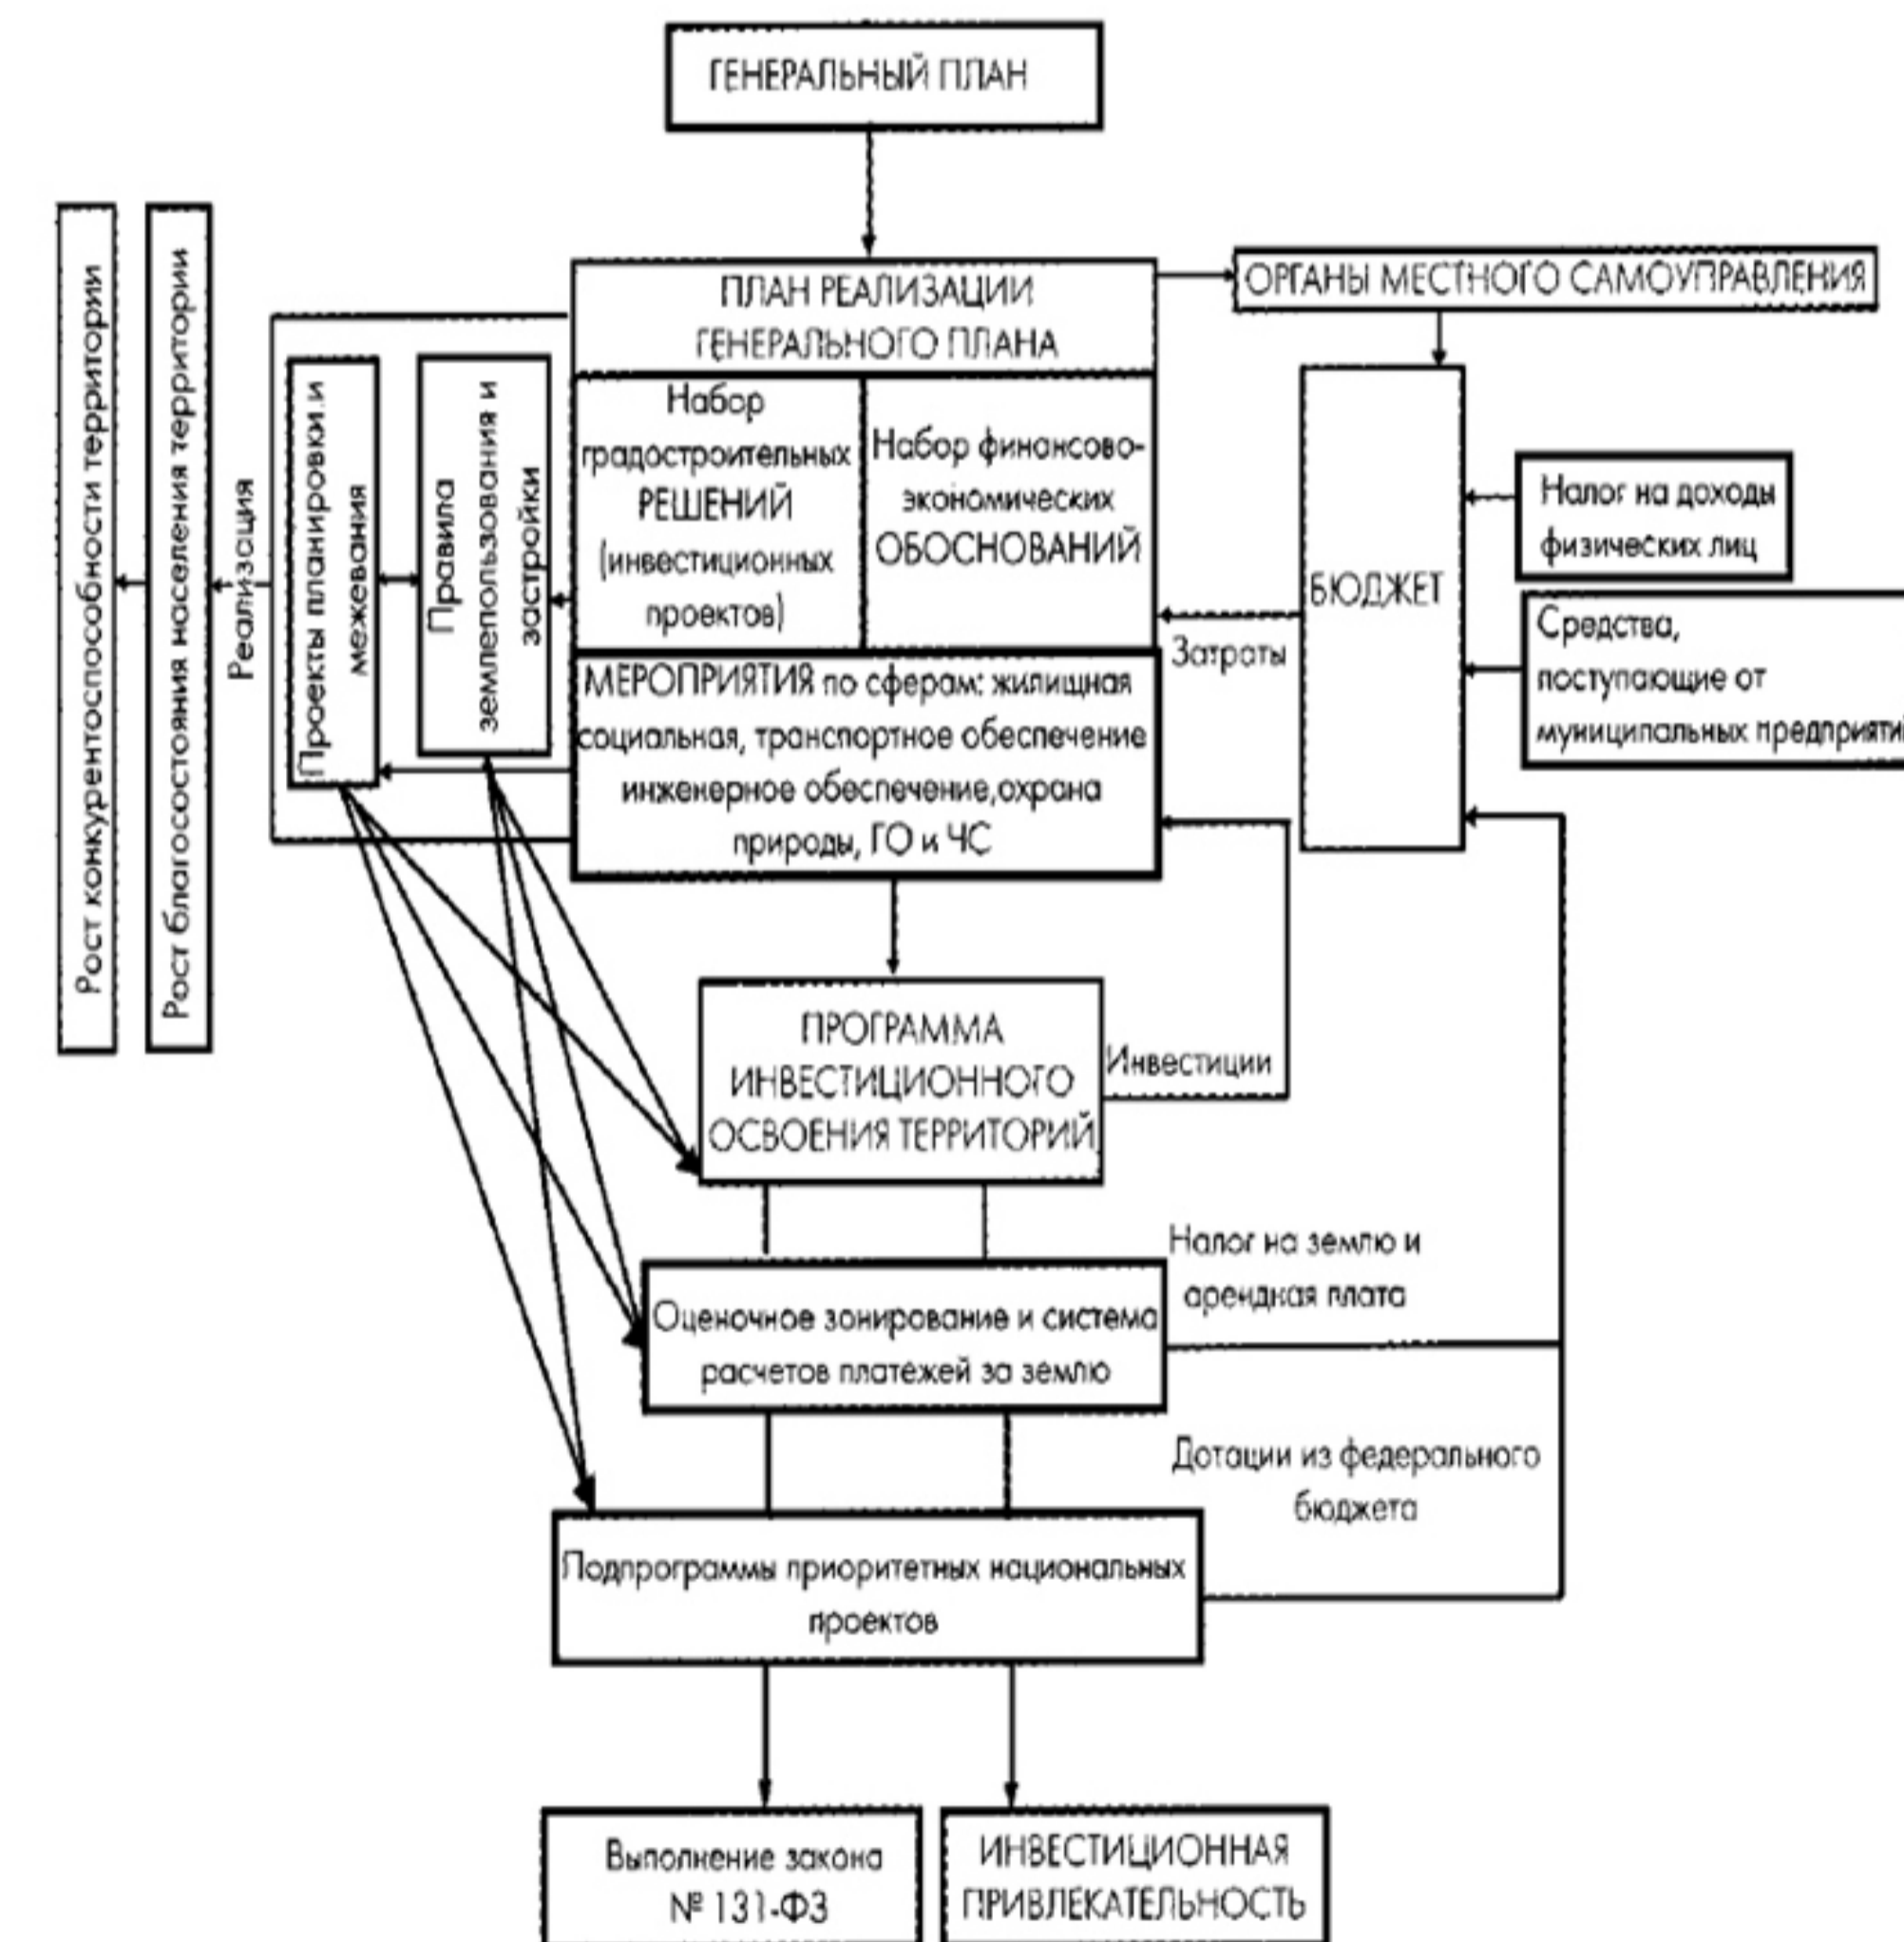 ГЕНЕРАЛЬНЫЙ ПЛАН
ПЛАН РЕАЛИЗАЦИИ
ГЕНЕРАЛЬНОГО ПЛАНА
ОРГАНЫ МЕСТНОГО САМОУПРАВЛЕНИЯ
Рост конкурентоспособности территории
Рост благосостояния населения территории
Реализация
Проекты планировки и
межевания
Правила
землепользования и
застройки
Набор
градостроительных
РЕШЕНИЙ
(инвестиционных
проектов)
Набор финансово-
экономических
ОБОСНОВАНИЙ
Затраты
БЮДЖЕТ
Налог на доходы
физических лиц
Средства,
поступающие от
муниципальных предприяти
МЕРОПРИЯТИЯ по сферам: жилищная
социальная, транспортное обеспечение
инженерное обеспечение,охрана
природы, ГО и ЧС
ПРОГРАММА
ИНВЕСТИЦИОННОГО
ОСВОЕНИЯ ТЕРРИТОРИЙ
Инвестиции
Налог на землю и
арендная плата
Оценочное зонирование и система
расчетов платежей за землю
Дотации из федерального
бюджета
Подпрограммы приоритетных национальных
проектов
Выполнение закона
№ 131-ФЗ
ИНВЕСТИЦИОННАЯ
ПРИВЛЕКАТЕЛЬНОСТЬ